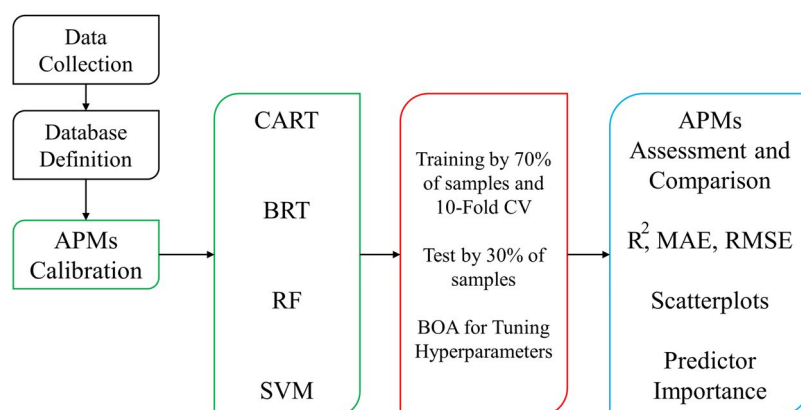 Data
Collection
Database
Definition
APMs
Calibration
CART
BRT
RF
SVM
Training by 70%
of samples and
10-Fold CV
Test by 30% of
samples
BOA for Tuning
Hyperparameters
APMs
Assessment and
Comparison
R², MAE, RMSE
Scatterplots
Predictor
Importance